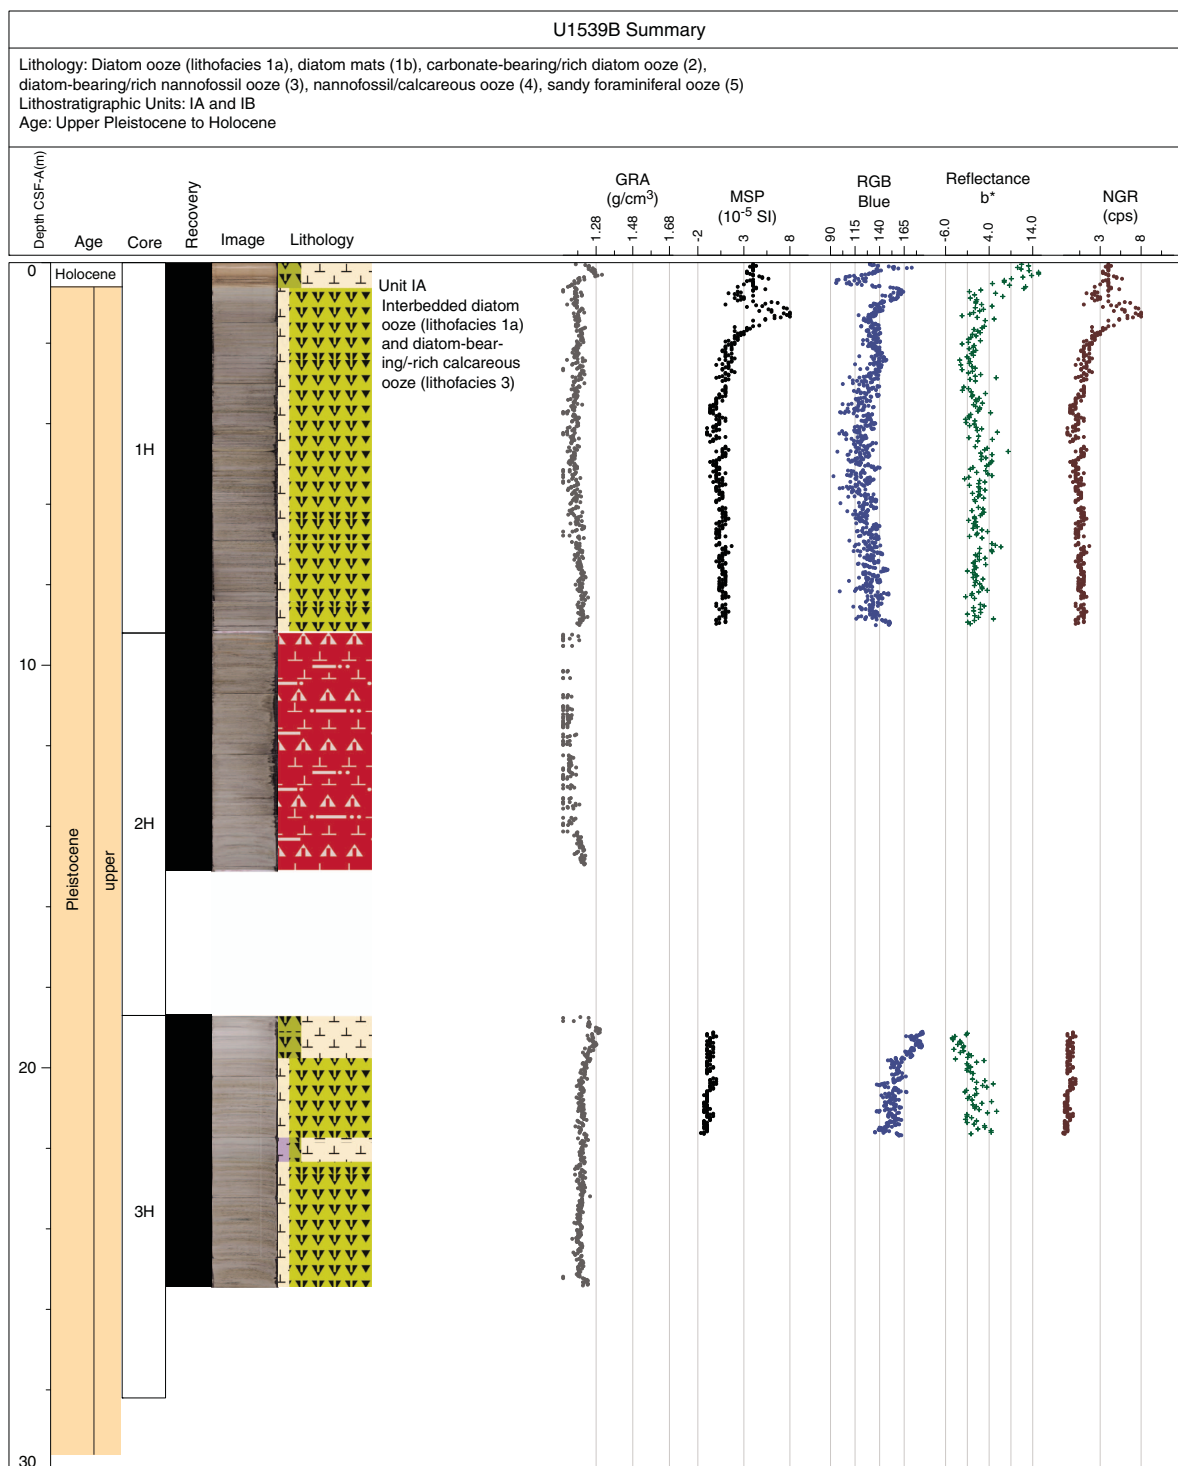 U1539B Summary
Lithology: Diatom ooze (lithofacies 1a), diatom mats (1b), carbonate-bearing/rich diatom ooze (2),
diatom-bearing/rich nannofossil ooze (3), nannofossil/calcareous ooze (4), sandy foraminiferal ooze (5)
Lithostratigraphic Units: IA and IB
Age: Upper Pleistocene to Holocene
Depth CSF-A(m)
Age
Core
Recovery
Image
Lithology
GRA
(g/cm3)
1.28
1.48
1.68
MSP
(10-5 SI)
-2
3
8
RGB
Blue
90
115
140
165
Reflectance
b*
-6.0
4.0
14.0
NGR
(cps)
3
8
0
Holocene
Unit IA
Interbedded diatom
ooze (lithofacies 1a)
and diatom-bear-
ing/-rich calcareous
ooze (lithofacies 3)
1H
10
2H
Pleistocene
upper
20
3H
30